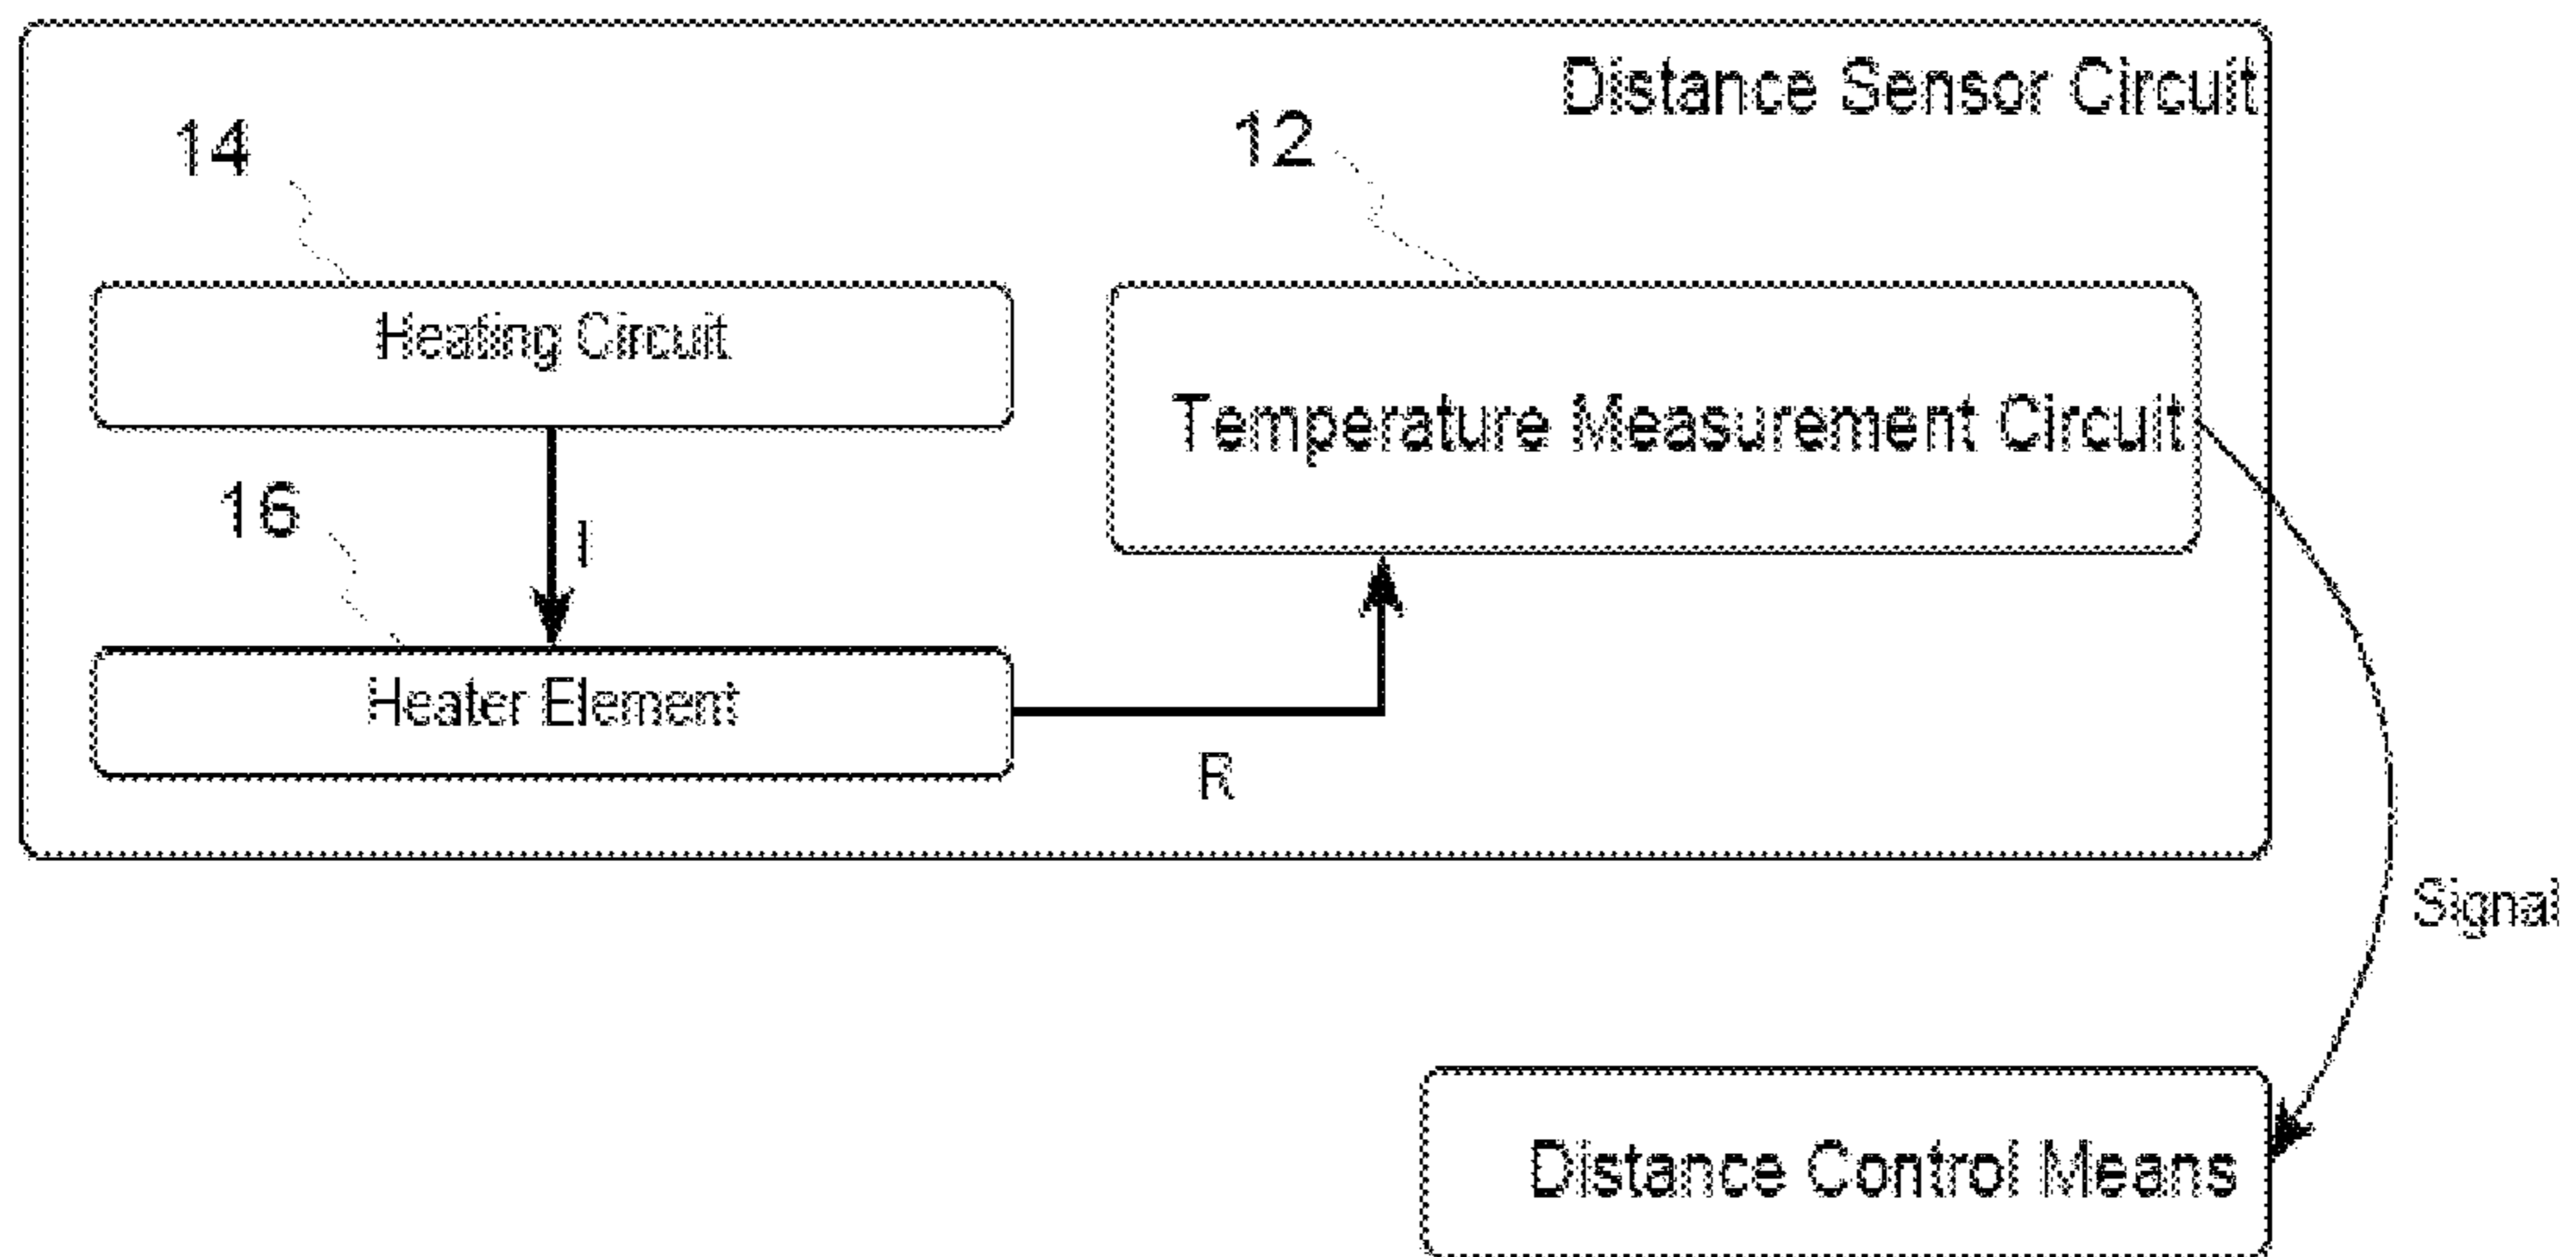 Distance Sensor Circuit
14
12
Heating Circuit
Temperature Measurement Circuit
16
I
Heater Element
R
Signal
Distance Control Means